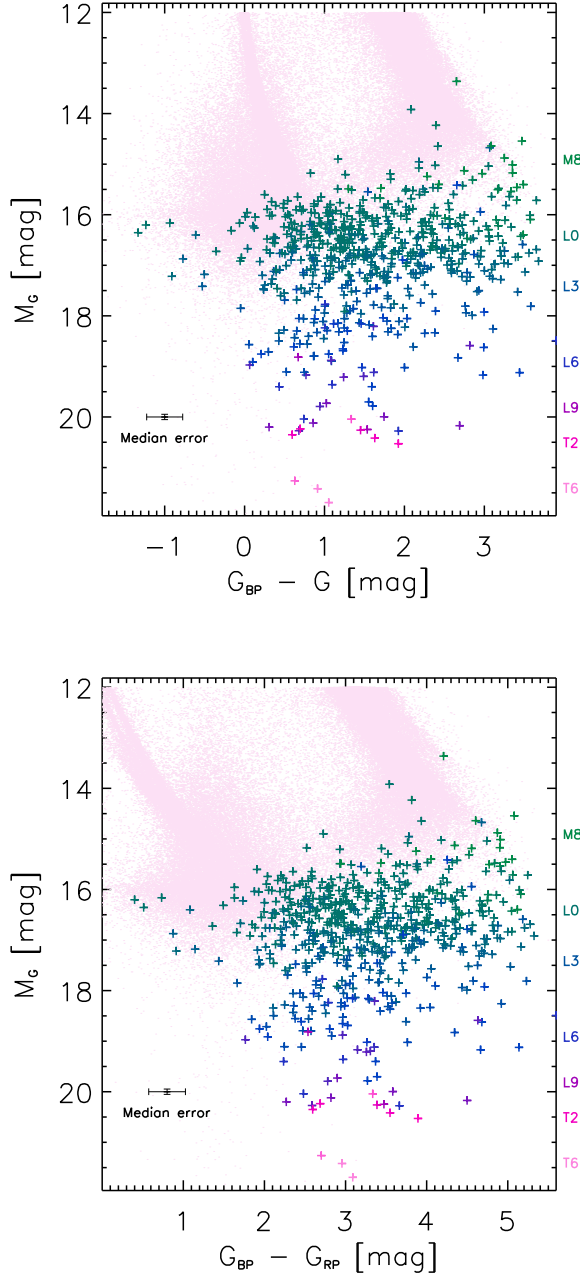 12
14
M8
16
L0
M_G [mag]
L3
18
L6
L9
20
T2
Median error
T6
−1 0 1 2 3
G_BP − G [mag]
12
14
M8
16
L0
M_G [mag]
L3
18
L6
L9
20
T2
Median error
T6
1 2 3 4 5
G_BP − G_RP [mag]